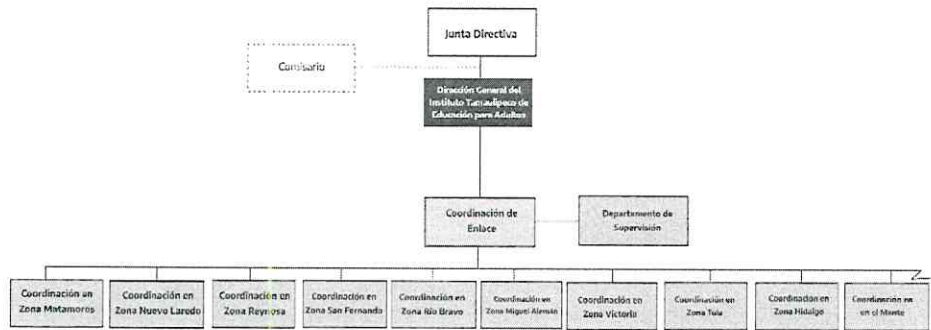 Junta Directiva
Comisario
Dirección General del
Instituto Tamaulipeco de
Educación para Adultos
Coordinación de
Enlace
Departamento de
Supervisión
Coordinación en
Zona Matamoros
Coordinación en
Zona Nuevo Laredo
Coordinación en
Zona Reynosa
Coordinación en
Zona San Fernando
Coordinación en
Zona Río Bravo
Coordinación en
Zona Miguel Alemán
Coordinación en
Zona Victoria
Coordinación en
Zona Tula
Coordinación en
Zona Hidalgo
Coordinación en
en el Mante